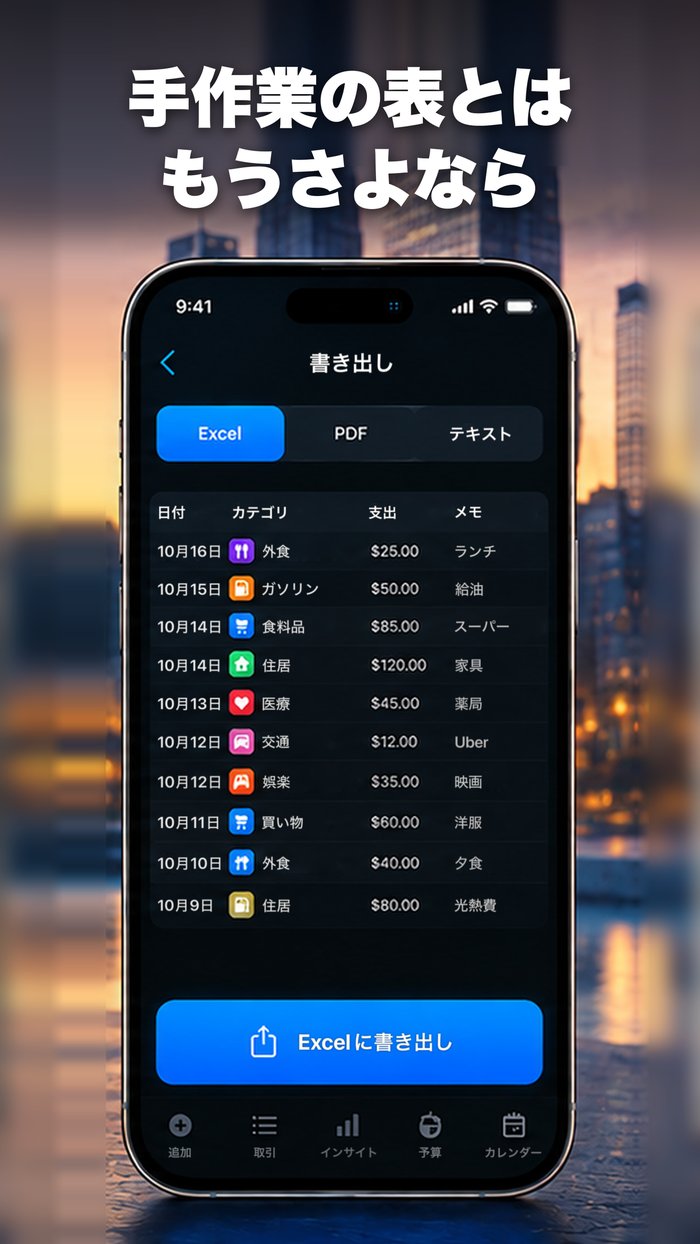 手作業の表とは
もうさよなら
9:41
書き出し
Excel PDF テキスト
日付 カテゴリ 支出 メモ
10月16日 外食 $25.00 ランチ
10月15日 ガソリン $50.00 給油
10月14日 食料品 $85.00 スーパー
10月14日 住居 $120.00 家具
10月13日 医療 $45.00 薬局
10月12日 交通 $12.00 Uber
10月12日 娯楽 $35.00 映画
10月11日 買い物 $60.00 洋服
10月10日 外食 $40.00 夕食
10月9日 住居 $80.00 光熱費
Excelに書き出し
追加 取引 インサイト 予算 カレンダー